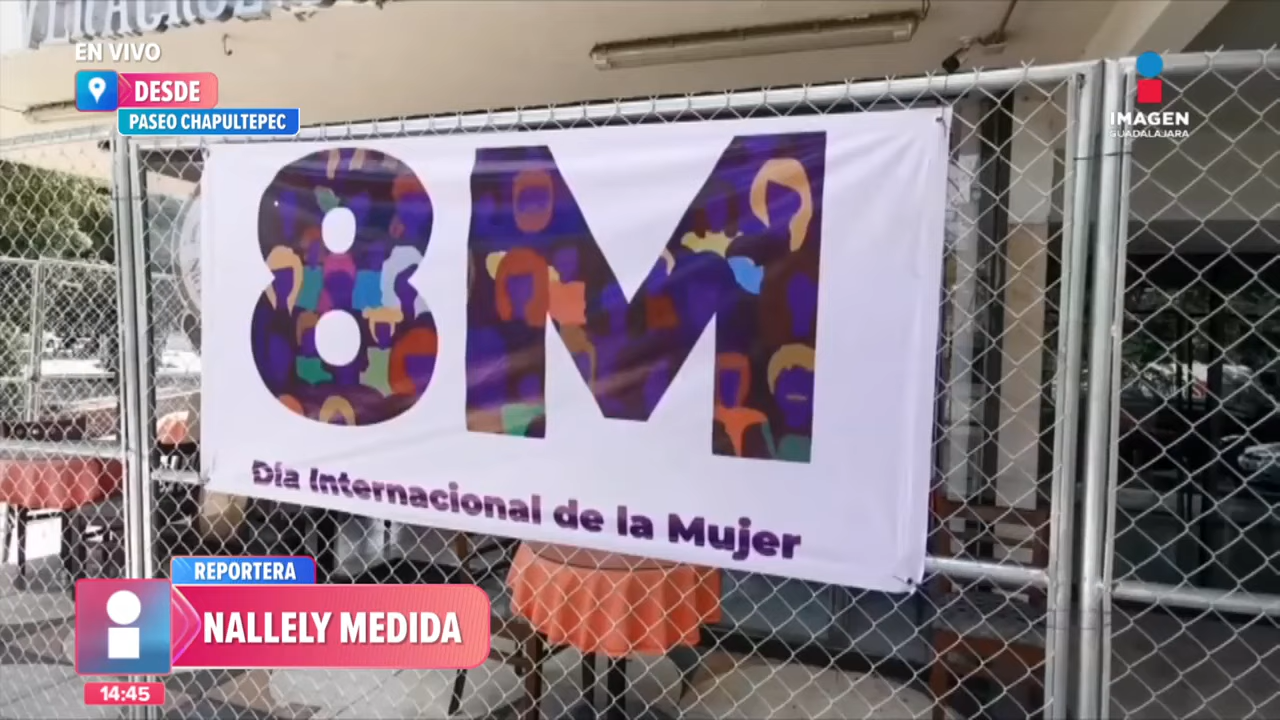 EN VIVO
DESDE
PASEO CHAPULTEPEC
IMAGEN
GUADALAJARA
8M
Día Internacional de la Mujer
REPORTERA
NALLELY MEDIDA
14:45